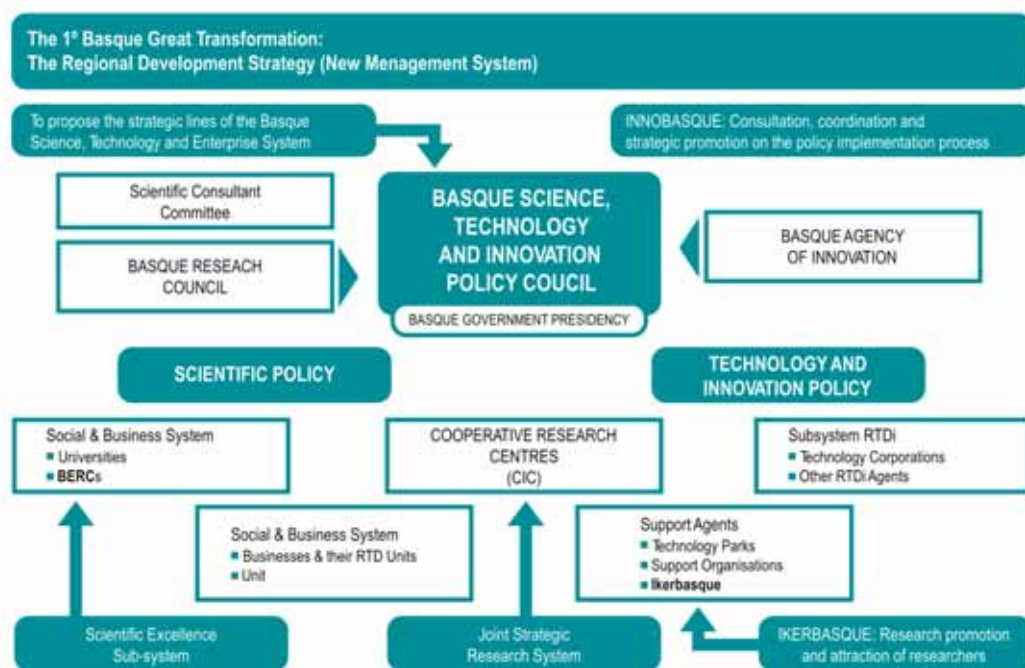 The 1º Basque Great Transformation:
The Regional Development Strategy (New Menagement System)
To propose the strategic lines of the Basque
Science, Technology and Enterprise System
INNOBASQUE: Consultation, coordination and
strategic promotion on the policy implementation process
Scientific Consultant
Committee
BASQUE RESEACH
COUNCIL
BASQUE SCIENCE,
TECHNOLOGY
AND INNOVATION
POLICY COUCIL
BASQUE GOVERNMENT PRESIDENCY
BASQUE AGENCY
OF INNOVATION
SCIENTIFIC POLICY
TECHNOLOGY AND
INNOVATION POLICY
Social & Business System
Universities
BERCs
COOPERATIVE RESEARCH
CENTRES
(CIC)
Subsystem RTDi
Technology Corporations
Other RTDi Agents
Social & Business System
Businesses & their RTD Units
Unit
Support Agents
Technology Parks
Support Organisations
Ikerbasque
Scientific Excellence
Sub-system
Joint Strategic
Research System
IKERBASQUE: Research promotion
and attraction of researchers